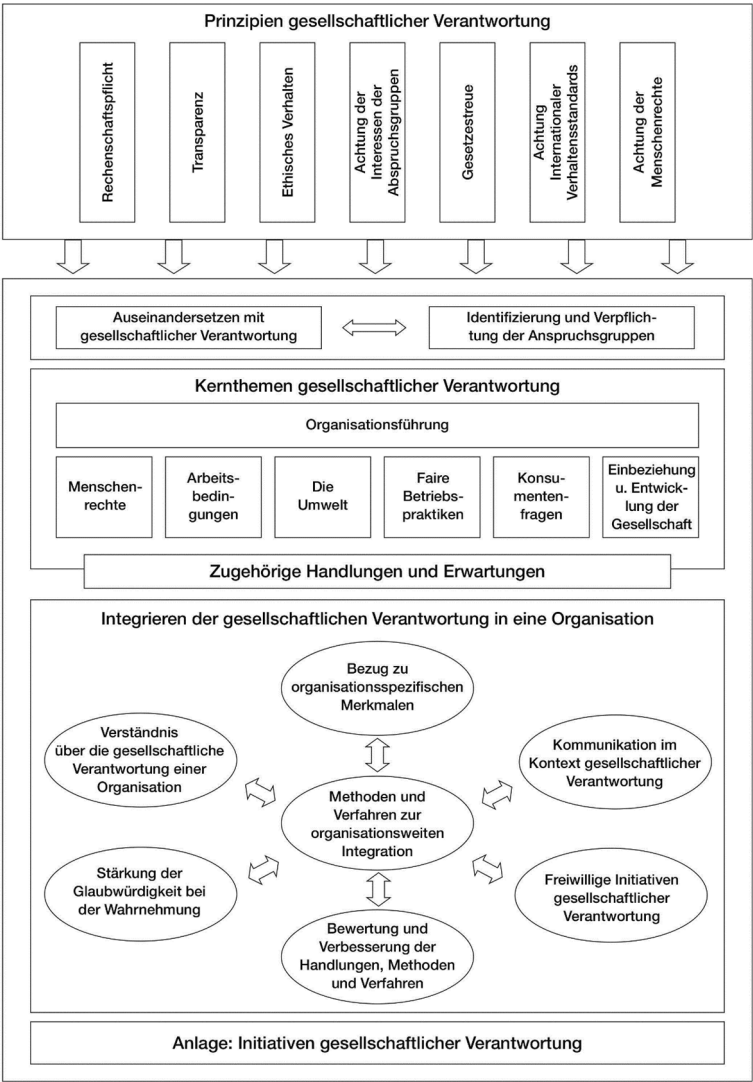 Prinzipien gesellschaftlicher Verantwortung
Rechenschaftspflicht
Transparenz
Ethisches Verhalten
Achtung der
Interessen der
Abspruchsgruppen
Gesetzestreue
Achtung
Internationaler
Verhaltensstandards
Achtung der
Menschenrechte
Auseinandersetzen mit
gesellschaftlicher Verantwortung
Identifizierung und Verpflich-
tung der Anspruchsgruppen
Kernthemen gesellschaftlicher Verantwortung
Organisationsführung
Menschen-
rechte
Arbeits-
bedin-
gungen
Die
Umwelt
Faire
Betriebs-
praktiken
Konsu-
menten-
fragen
Einbeziehung
u. Entwick-
lung der
Gesellschaft
Zugehörige Handlungen und Erwartungen
Integrieren der gesellschaftlichen Verantwortung in eine Organisation
Bezug zu
organisationsspezifischen
Merkmalen
Verständnis
über die gesellschaftliche
Verantwortung einer
Organisation
Kommunikation im
Kontext gesellschaftlicher
Verantwortung
Methoden und
Verfahren zur
organisationsweiten
Integration
Stärkung der
Glaubwürdigkeit bei
der Wahrnehmung
Freiwillige Initiativen
gesellschaftlicher
Verantwortung
Bewertung und
Verbesserung der
Handlungen, Methoden
und Verfahren
Anlage: Initiativen gesellschaftlicher Verantwortung